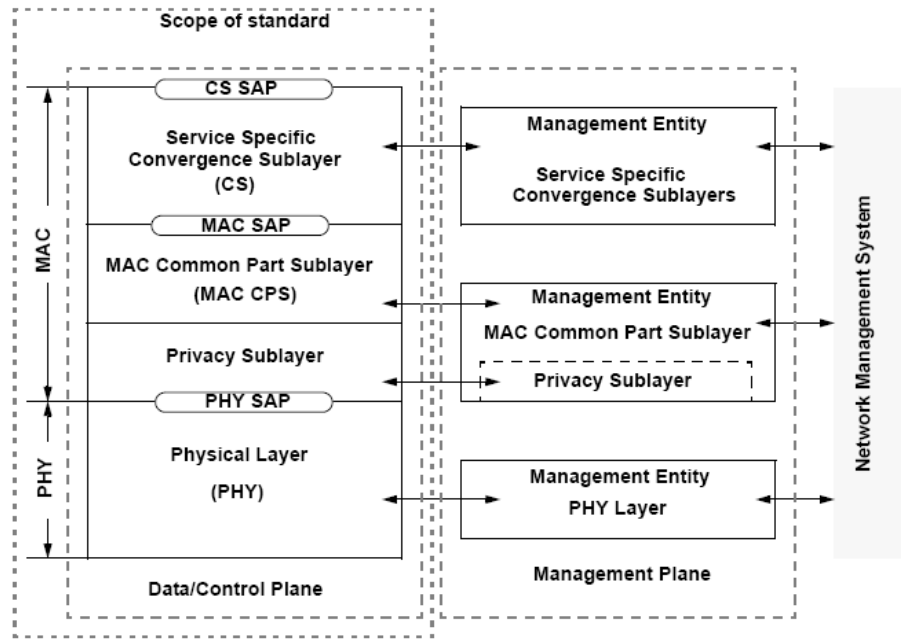 Scope of standard
CS SAP
Service Specific
Convergence Sublayer
(CS)
MAC SAP
MAC Common Part Sublayer
(MAC CPS)
Privacy Sublayer
PHY SAP
Physical Layer
(PHY)
Data/Control Plane
MAC
PHY
Management Entity
Service Specific
Convergence Sublayers
Management Entity
MAC Common Part Sublayer
Privacy Sublayer
Management Entity
PHY Layer
Management Plane
Network Management System